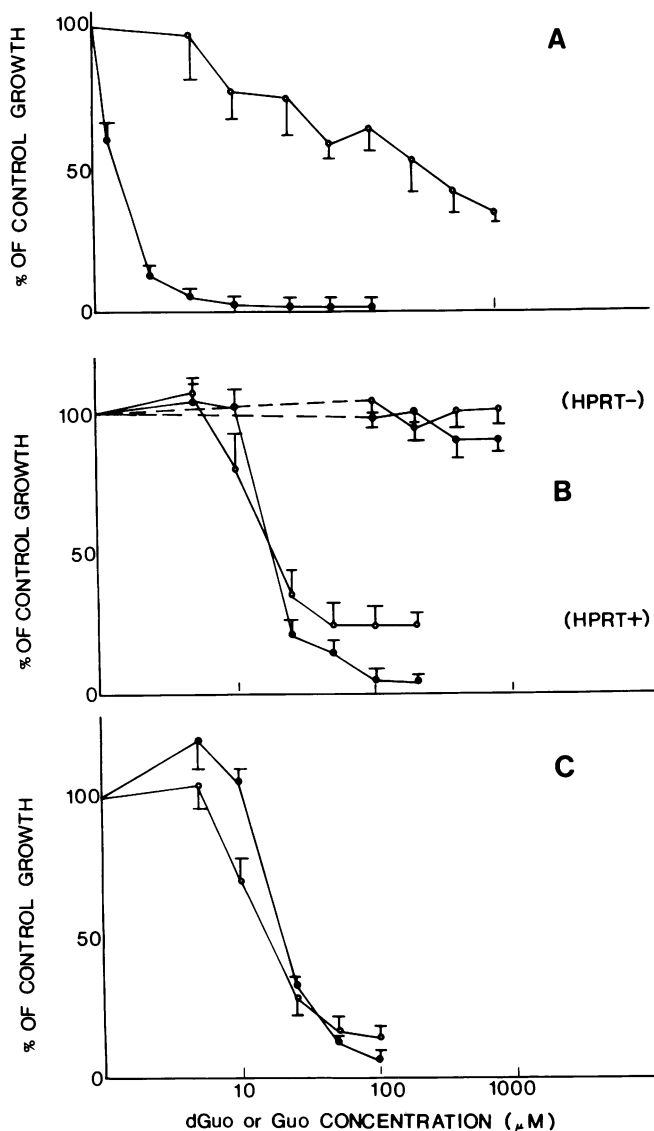 A
% OF CONTROL GROWTH
100
50
0
B
% OF CONTROL GROWTH
100
50
0
(HPRT-)
(HPRT+)
C
% OF CONTROL GROWTH
100
50
0
10 100 1000
dGuo or Guo CONCENTRATION (μM)